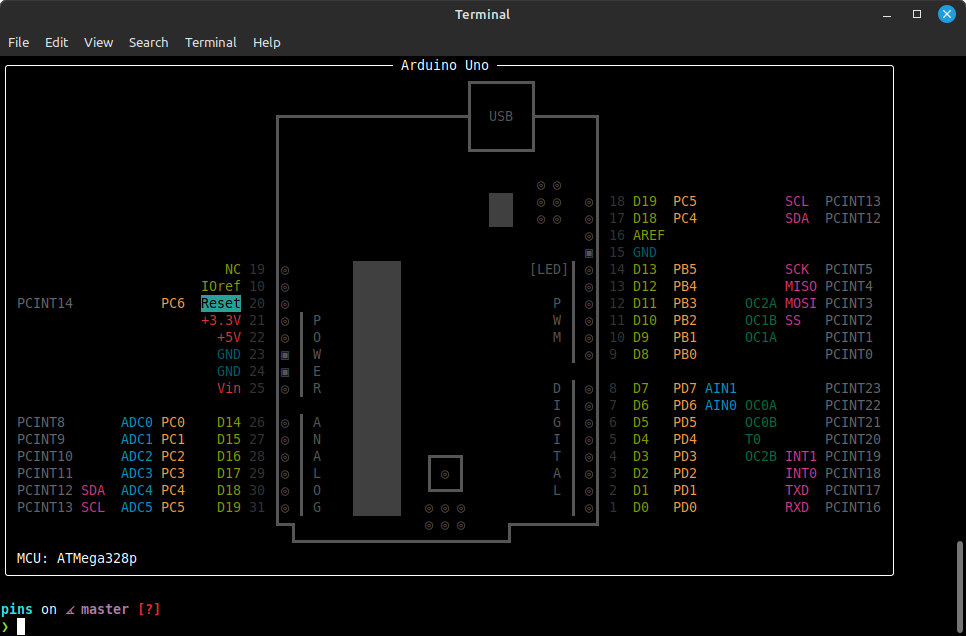 Terminal
File Edit View Search Terminal Help
Arduino Uno
USB
18 D19 PC5 SCL PCINT13
17 D18 PC4 SDA PCINT12
16 AREF
15 GND
NC 19 [LED] 14 D13 PB5 SCK PCINT5
IOref 10 13 D12 PB4 MISO PCINT4
PCINT14 PC6 Reset 20 P 12 D11 PB3 OC2A MOSI PCINT3
+3.3V 21 P W 11 D10 PB2 OC1B SS PCINT2
+5V 22 O M 10 D9 PB1 OC1A PCINT1
GND 23 W 9 D8 PB0 PCINT0
GND 24 E
Vin 25 R D 8 D7 PD7 AIN1 PCINT23
I 7 D6 PD6 AIN0 OC0A PCINT22
PCINT8 ADC0 PC0 D14 26 A G 6 D5 PD5 OC0B PCINT21
PCINT9 ADC1 PC1 D15 27 N I 5 D4 PD4 T0 PCINT20
PCINT10 ADC2 PC2 D16 28 A T 4 D3 PD3 OC2B INT1 PCINT19
PCINT11 ADC3 PC3 D17 29 L A 3 D2 PD2 INT0 PCINT18
PCINT12 SDA ADC4 PC4 D18 30 O L 2 D1 PD1 TXD PCINT17
PCINT13 SCL ADC5 PC5 D19 31 G 1 D0 PD0 RXD PCINT16
MCU: ATMega328p
pins on master [?]
❯